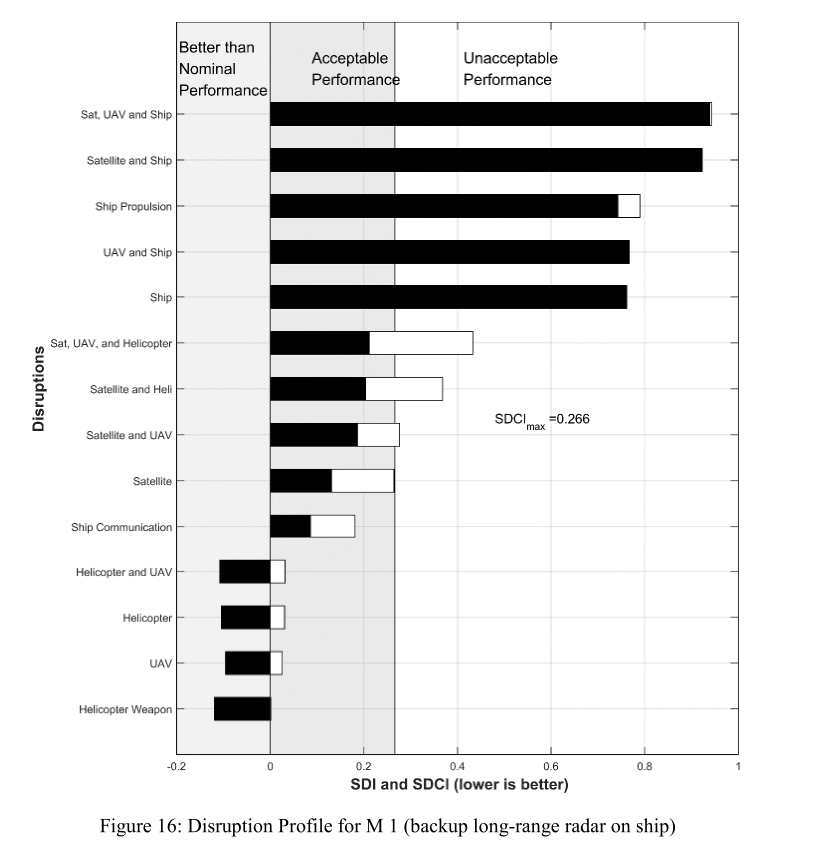 Better than
Nominal
Performance
Acceptable
Performance
Unacceptable
Performance
Sat, UAV and Ship
Satellite and Ship
Ship Propulsion
UAV and Ship
Ship
Sat, UAV, and Helicopter
Satellite and Heli
Satellite and UAV
Satellite
Ship Communication
Helicopter and UAV
Helicopter
UAV
Helicopter Weapon
Disruptions
SDCImax =0.266
-0.2 0 0.2 0.4 0.6 0.8 1
SDI and SDCI (lower is better)
Figure 16: Disruption Profile for M 1 (backup long-range radar on ship)